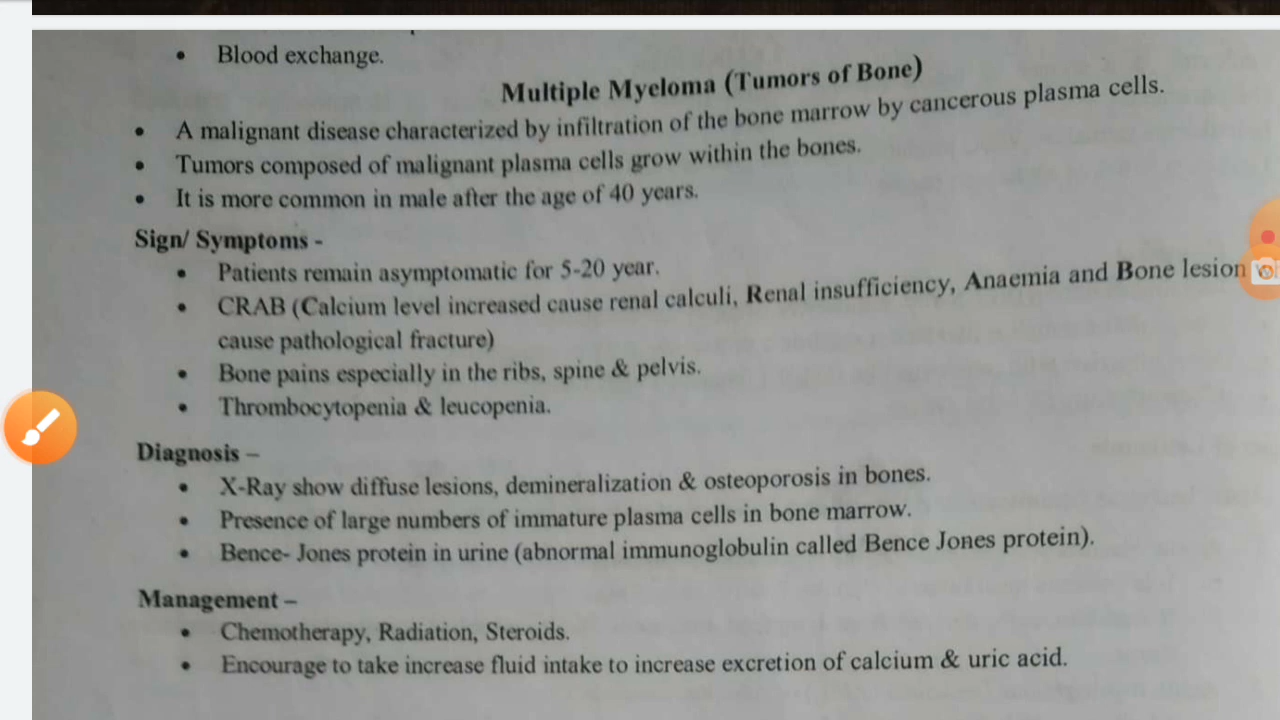 Blood exchange.
Multiple Myeloma (Tumors of Bone)
A malignant disease characterized by infiltration of the bone marrow by cancerous plasma cells.
Tumors composed of malignant plasma cells grow within the bones.
It is more common in male after the age of 40 years.
Sign/ Symptoms -
Patients remain asymptomatic for 5-20 year.
CRAB (Calcium level increased cause renal calculi, Renal insufficiency, Anaemia and Bone lesion
cause pathological fracture)
Bone pains especially in the ribs, spine & pelvis.
Thrombocytopenia & leucopenia.
Diagnosis –
X-Ray show diffuse lesions, demineralization & osteoporosis in bones.
Presence of large numbers of immature plasma cells in bone marrow.
Bence- Jones protein in urine (abnormal immunoglobulin called Bence Jones protein).
Management –
Chemotherapy, Radiation, Steroids.
Encourage to take increase fluid intake to increase excretion of calcium & uric acid.